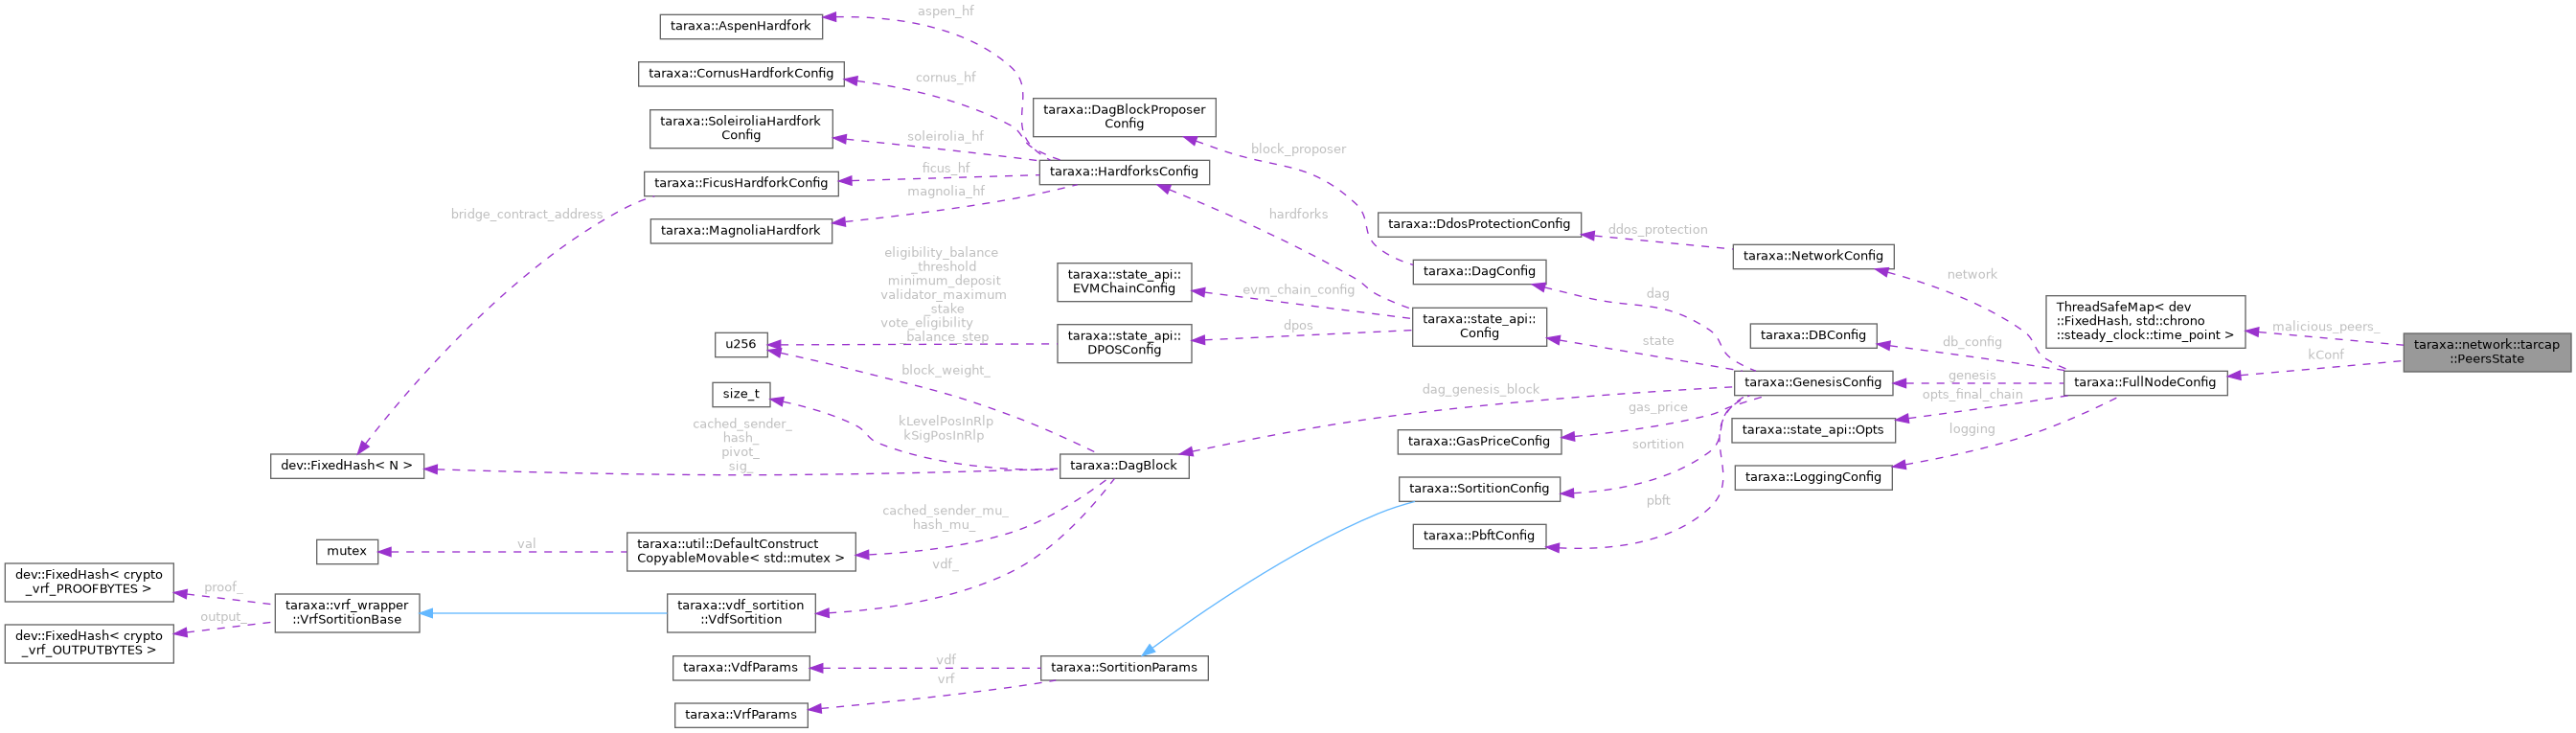 aspen_hf
taraxa::AspenHardfork
cornus_hf
taraxa::CornusHardforkConfig
taraxa::DagBlockProposer
Config
taraxa::SoleiroliaHardfork
Config
soleirolia_hf
block_proposer
ficus_hf
taraxa::HardforksConfig
taraxa::FicusHardforkConfig
magnolia_hf
bridge_contract_address
hardforks
taraxa::MagnoliaHardfork
taraxa::DdosProtectionConfig
ddos_protection
taraxa::NetworkConfig
eligibility_balance
_threshold
minimum_deposit
validator_maximum
_stake
vote_eligibility
_balance_step
taraxa::state_api::
EVMChainConfig
evm_chain_config
taraxa::DagConfig
dag
network
ThreadSafeMap< dev
::FixedHash, std::chrono
::steady_clock::time_point >
malicious_peers_
taraxa::network::tarcap
::PeersState
kConf
u256
taraxa::state_api::
DPOSConfig
dpos
taraxa::state_api::
Config
state
taraxa::DBConfig
db_config
block_weight_
size_t
kLevelPosInRlp
kSigPosInRlp
dag_genesis_block
taraxa::GenesisConfig
genesis
taraxa::FullNodeConfig
opts_final_chain
gas_price
taraxa::GasPriceConfig
taraxa::state_api::Opts
logging
sortition
cached_sender_
hash_
pivot_
sig_
dev::FixedHash< N >
taraxa::DagBlock
taraxa::LoggingConfig
taraxa::SortitionConfig
pbft
taraxa::PbftConfig
cached_sender_mu_
hash_mu_
mutex
val
taraxa::util::DefaultConstruct
CopyableMovable< std::mutex >
vdf_
dev::FixedHash< crypto
_vrf_PROOFBYTES >
proof_
output_
taraxa::vrf_wrapper
::VrfSortitionBase
taraxa::vdf_sortition
::VdfSortition
dev::FixedHash< crypto
_vrf_OUTPUTBYTES >
taraxa::VdfParams
vdf
vrf
taraxa::SortitionParams
taraxa::VrfParams